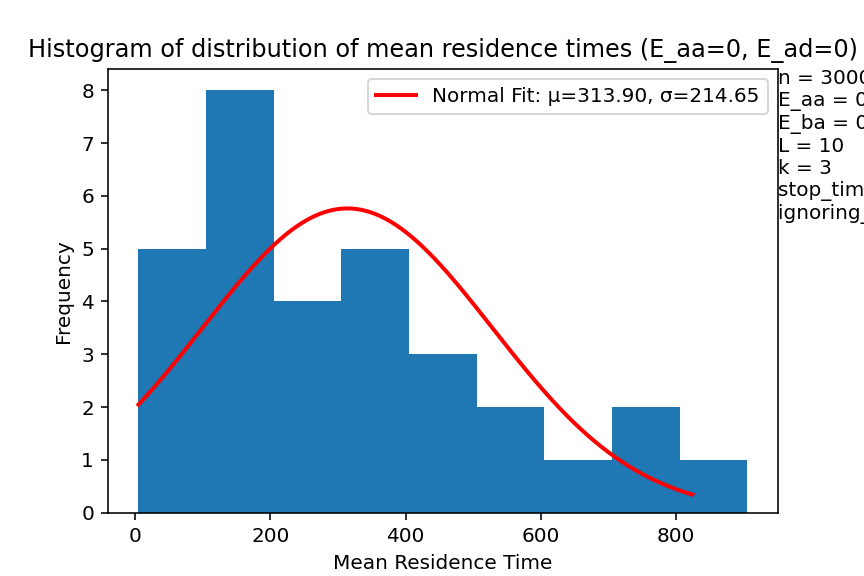 Histogram of distribution of mean residence times (E_aa=0, E_ad=0)
Normal Fit: μ=313.90, σ=214.65
n = 3000
E_aa = 0
E_ba = 0
L = 10
k = 3
stop_tim
ignoring_
Frequency
8
7
6
5
4
3
2
1
0
0 200 400 600 800
Mean Residence Time